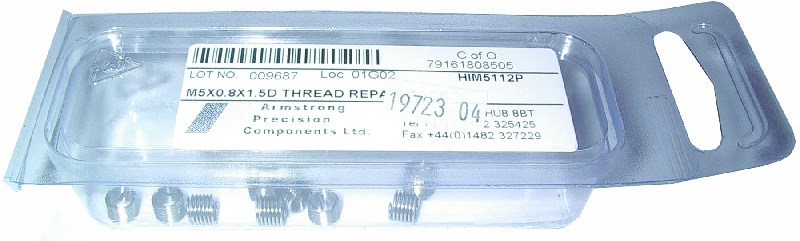 C of O:
79161808505
LOT NO. 009687 Loc 01G02 HIM5112P
M5X0.8X1.5D THREAD REPA
19723 04
Armstrong HU8 8BT
Precision 2 325425
Components Ltd. Fax +44(0)1482 327229